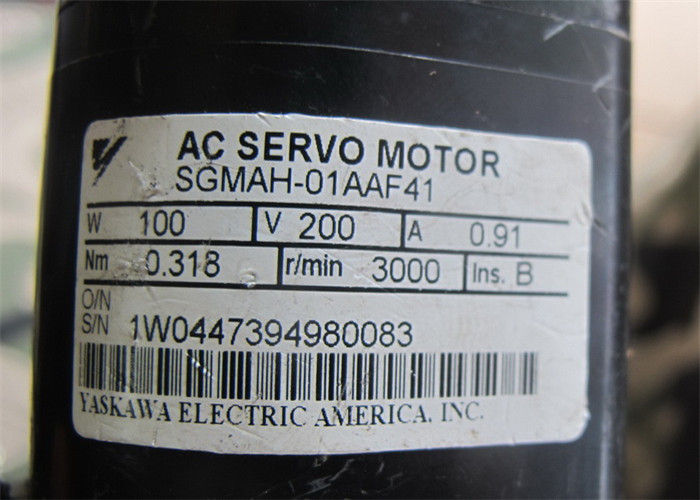 AC SERVO MOTOR
SGMAH-01AAF41
W 100 V 200 A 0.91
Nm 0.318 r/min 3000 Ins. B
O/N
S/N 1W0447394980083
YASKAWA ELECTRIC AMERICA, INC.